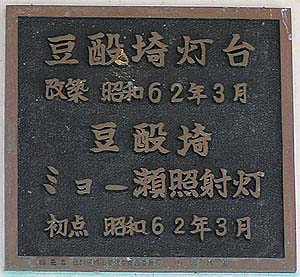 豆酘埼灯台
改築 昭和62年3月
豆酘埼
ミョー瀬照射灯
初点 昭和62年3月